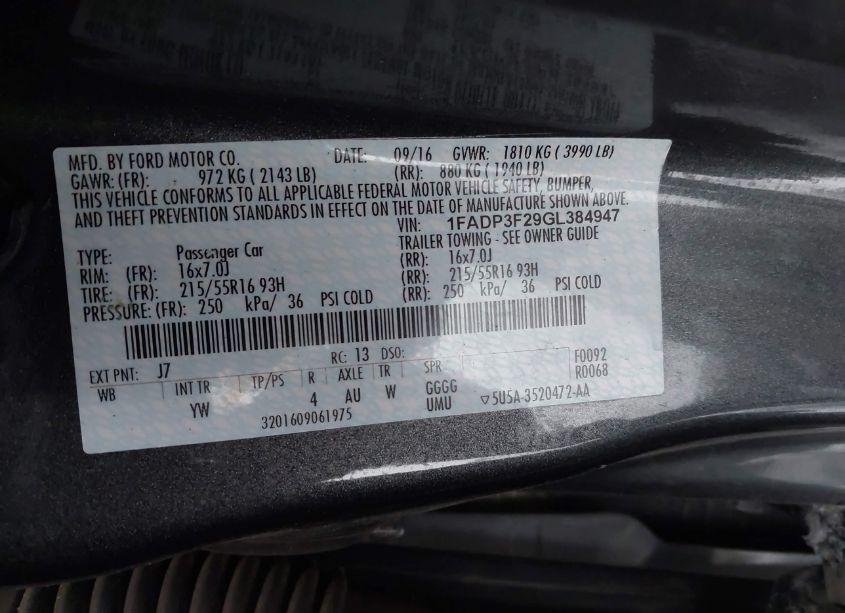 MFD. BY FORD MOTOR CO. DATE: 09/16 GVWR: 1810 KG ( 3990 LB)
GAWR: (FR): 972 KG ( 2143 LB) (RR): 880 KG ( 1940 LB)
THIS VEHICLE CONFORMS TO ALL APPLICABLE FEDERAL MOTOR VEHICLE SAFETY, BUMPER,
AND THEFT PREVENTION STANDARDS IN EFFECT ON THE DATE OF MANUFACTURE SHOWN ABOVE.
VIN: 1FADP3F29GL384947
TYPE: Passenger Car TRAILER TOWING - SEE OWNER GUIDE
RIM: (FR): 16x7.0J (RR): 16x7.0J
TIRE: (FR): 215/55R16 93H (RR): 215/55R16 93H
PRESSURE: (FR): 250 kPa/ 36 PSI COLD (RR): 250 kPa/ 36 PSI COLD
EXT PNT: J7 RC: 13 DSO: F0092
WB INT TR TP/PS R AXLE TR SPR R0068
YW 4 AU W GGGG
UMU ▽5U5A-3520472-AA
3201609061975